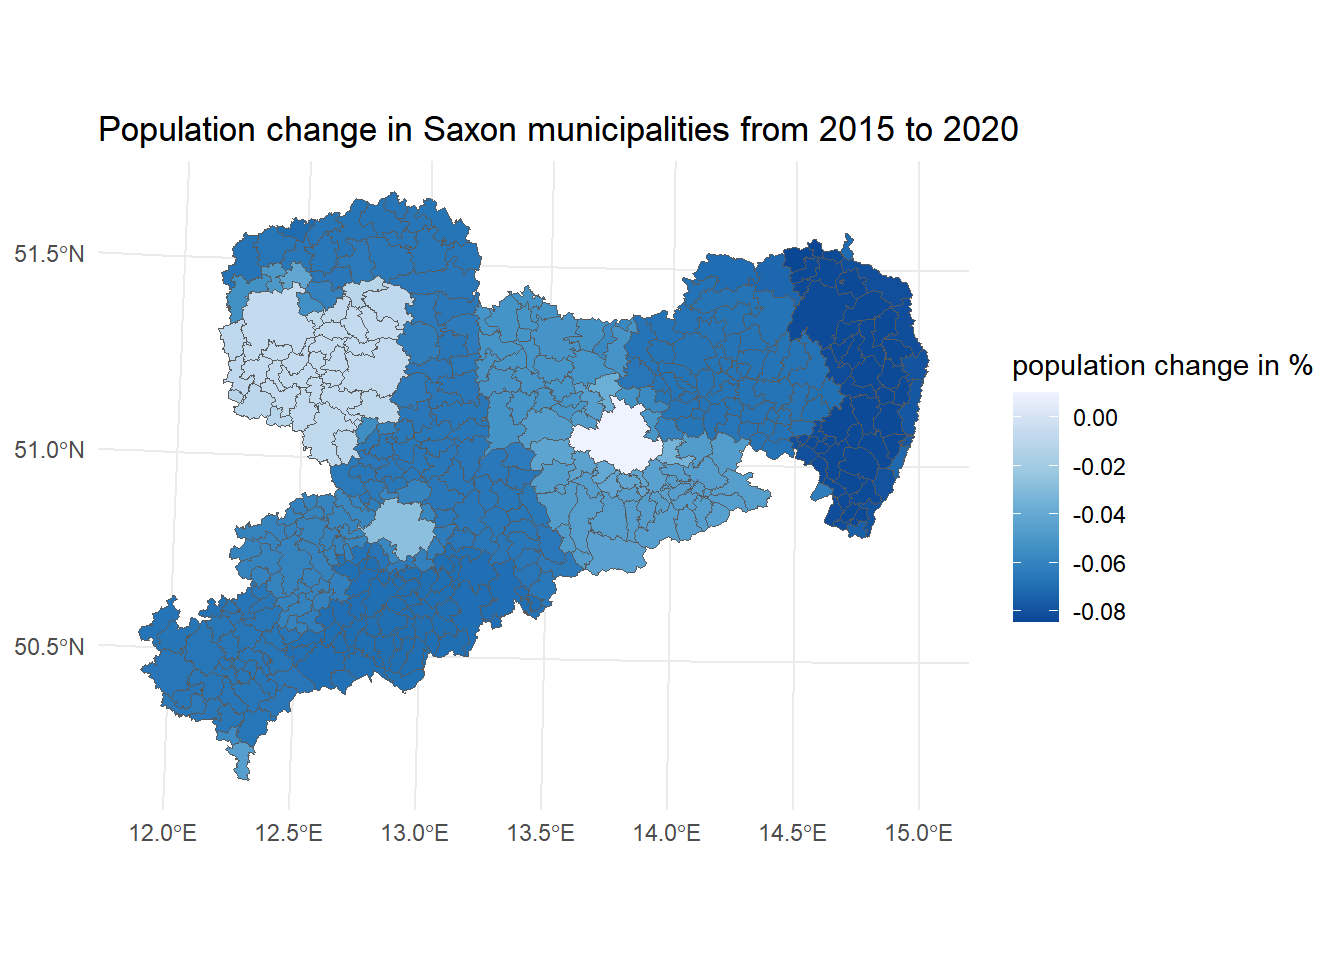 Population change in Saxon municipalities from 2015 to 2020
51.5°N
51.0°N
50.5°N
12.0°E 12.5°E 13.0°E 13.5°E 14.0°E 14.5°E 15.0°E
population change in %
0.00
-0.02
-0.04
-0.06
-0.08